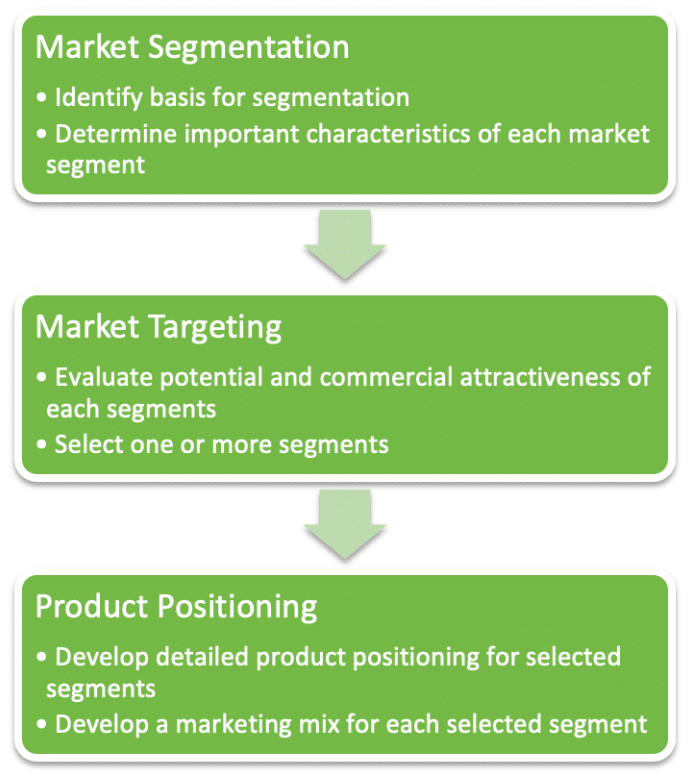 Market Segmentation
• Identify basis for segmentation
• Determine important characteristics of each market
segment
Market Targeting
• Evaluate potential and commercial attractiveness of
each segments
• Select one or more segments
Product Positioning
• Develop detailed product positioning for selected
segments
• Develop a marketing mix for each selected segment